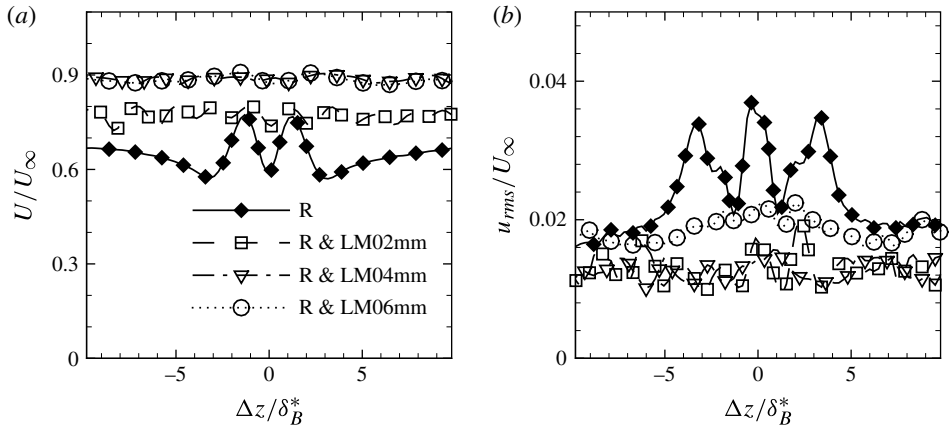 (a)
0.9
0.6
0.3
0
U/U∞
−5
0
5
Δz/δ*B
R
R & LM02mm
R & LM04mm
R & LM06mm
(b)
0.04
0.02
0
urms/U∞
−5
0
5
Δz/δ*B